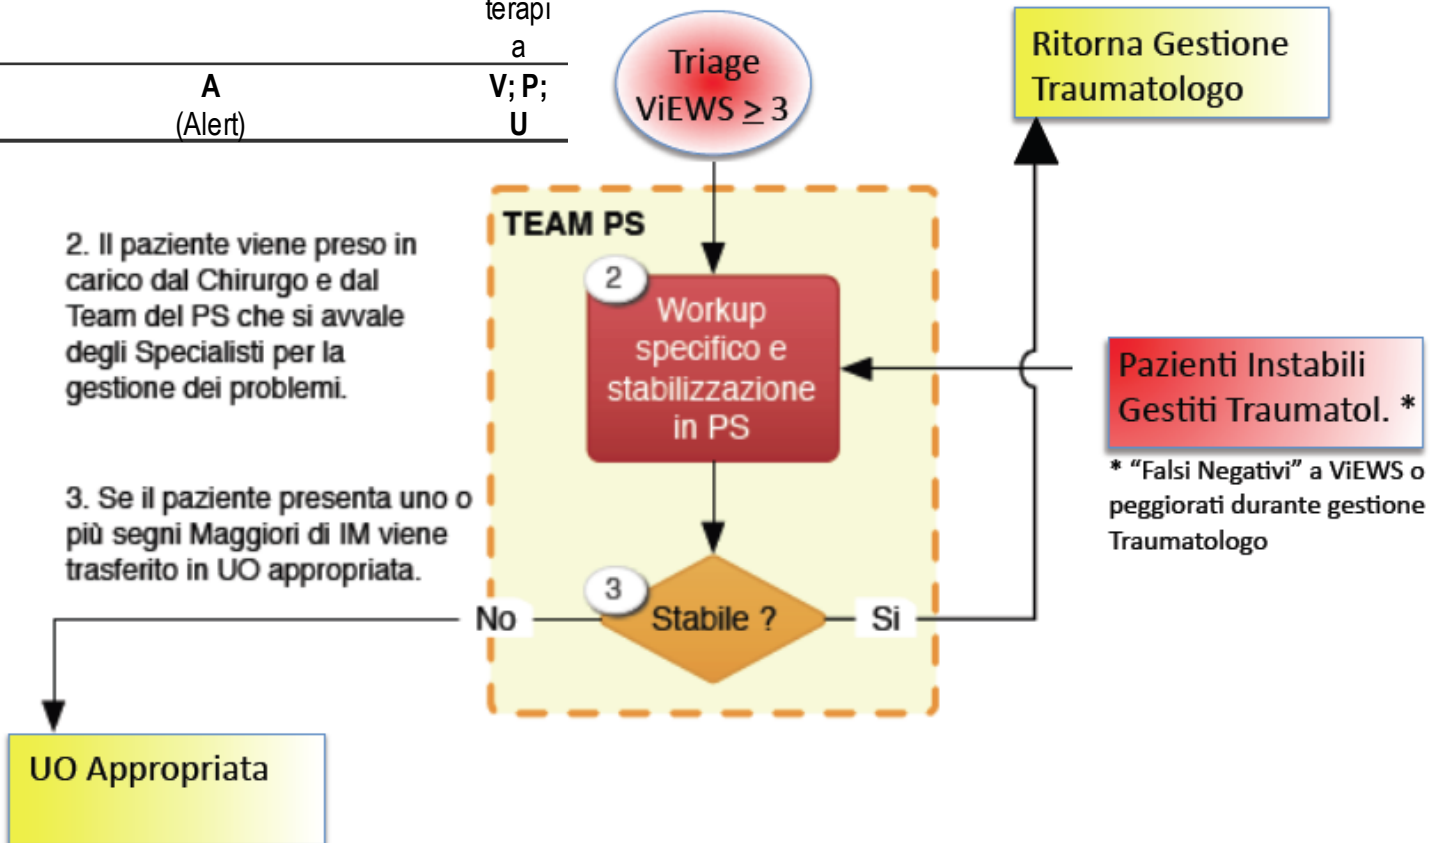 terapi
a
A
(Alert)
V; P;
U
Triage
ViEWS ≥ 3
Ritorna Gestione
Traumatologo
TEAM PS
2. Il paziente viene preso in
carico dal Chirurgo e dal
Team del PS che si avvale
degli Specialisti per la
gestione dei problemi.
2
Workup
specifico e
stabilizzazione
in PS
Pazienti Instabili
Gestiti Traumatol. *
* “Falsi Negativi” a ViEWS o
peggiorati durante gestione
Traumatologo
3. Se il paziente presenta uno o
più segni Maggiori di IM viene
trasferito in UO appropriata.
3
Stabile ?
No
Si
UO Appropriata